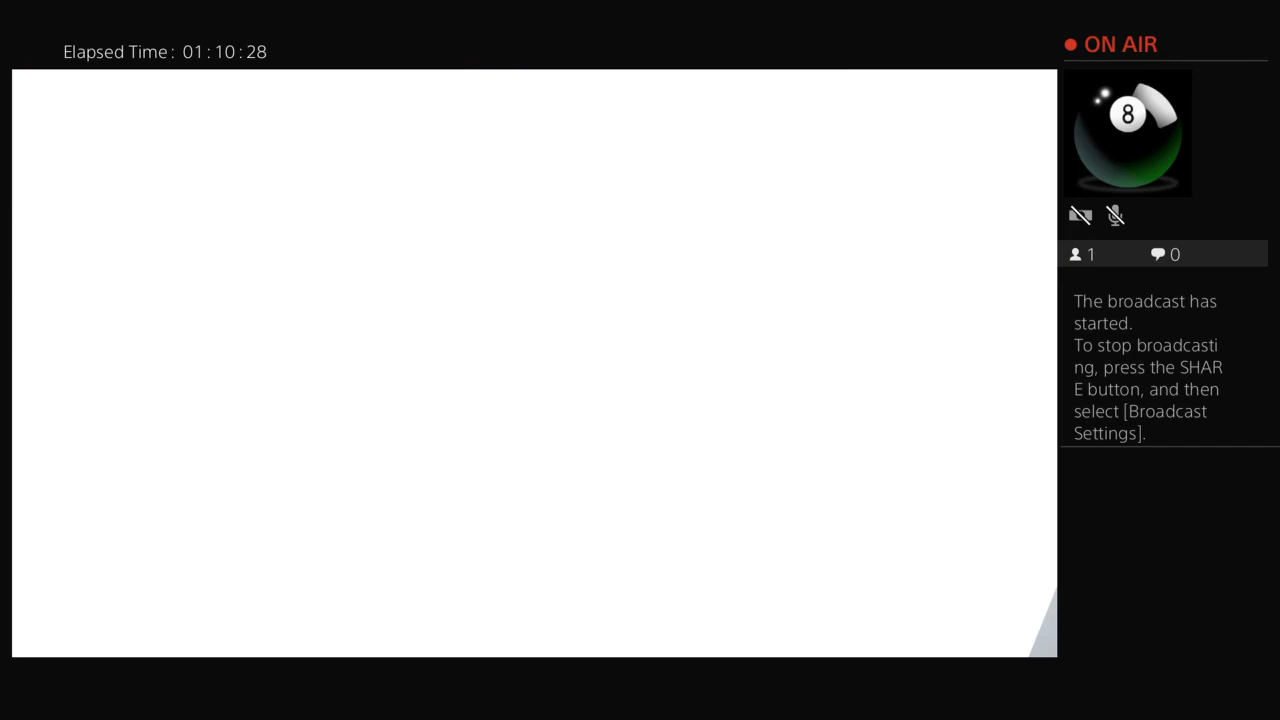 Elapsed Time: 01:10:28
ON AIR
8
1
0
The broadcast has
started.
To stop broadcasti
ng, press the SHAR
E button, and then
select [Broadcast
Settings].